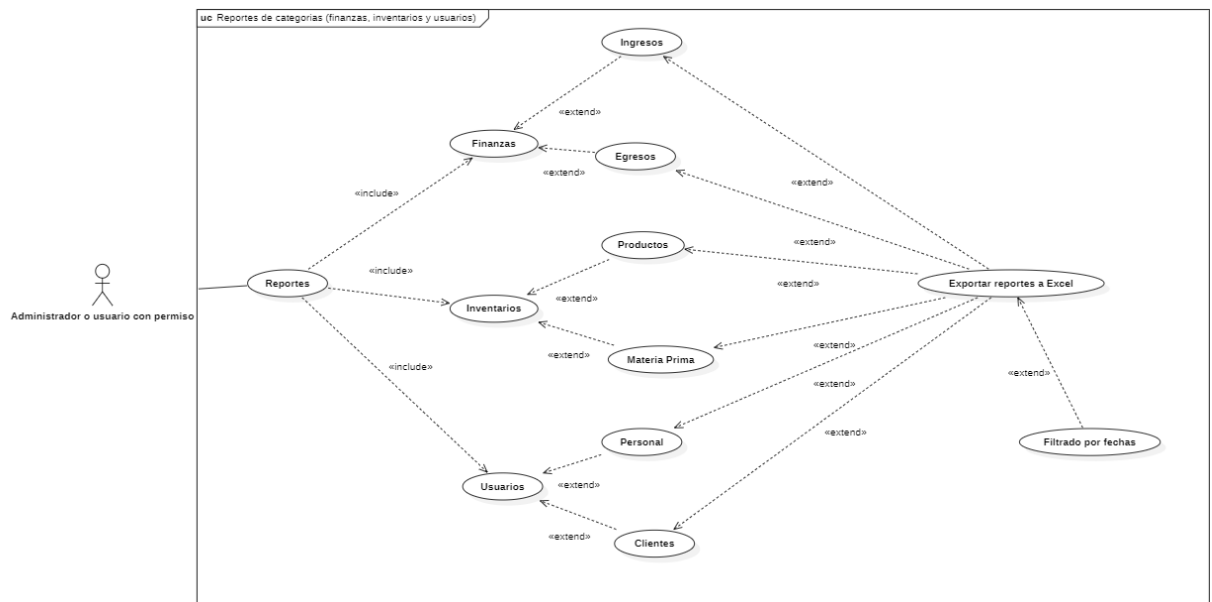 uc Reportes de categorias (finanzas, inventarios y usuarios)
Ingresos
«extend»
Finanzas
Egresos
«extend»
«extend»
«include»
Productos
«extend»
«include»
Reportes
«extend»
Exportar reportes a Excel
«extend»
Inventarios
Administrador o usuario con permiso
«extend»
«extend»
Materia Prima
«include»
«extend»
«extend»
«extend»
Personal
Filtrado por fechas
«extend»
Usuarios
«extend»
Clientes